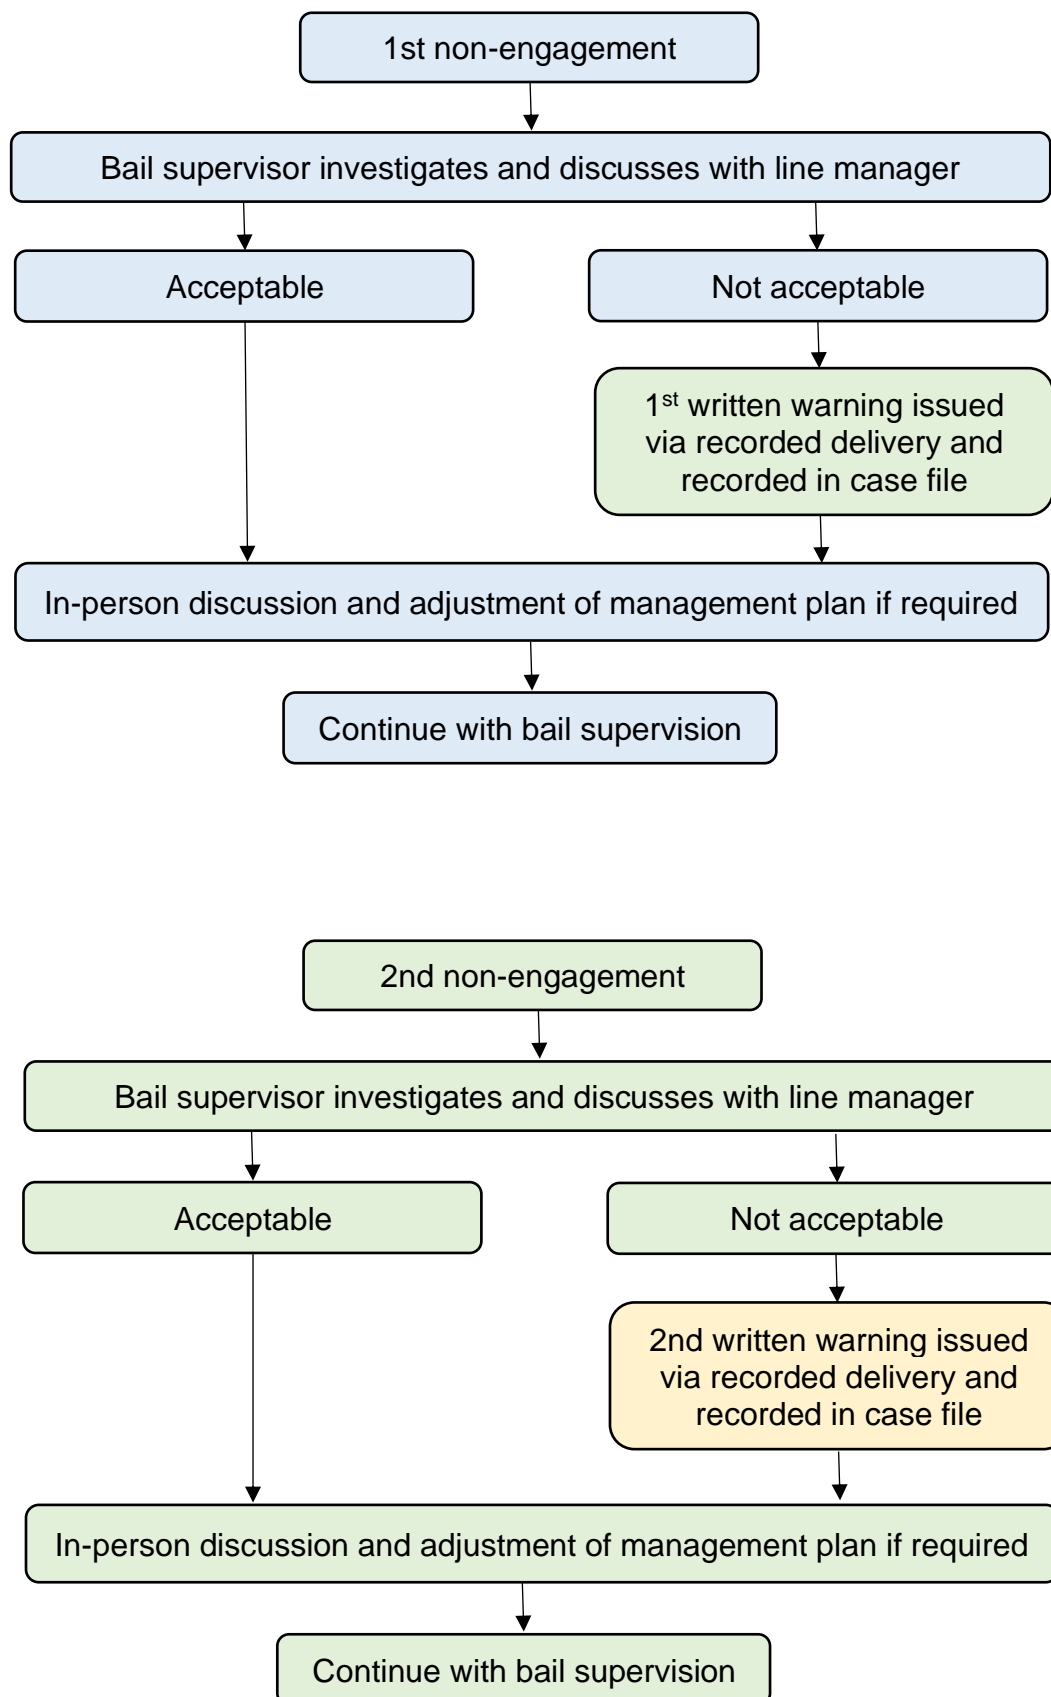 1st non-engagement
Bail supervisor investigates and discusses with line manager
Acceptable
Not acceptable
1st written warning issued
via recorded delivery and
recorded in case file
In-person discussion and adjustment of management plan if required
Continue with bail supervision
2nd non-engagement
Bail supervisor investigates and discusses with line manager
Acceptable
Not acceptable
2nd written warning issued
via recorded delivery and
recorded in case file
In-person discussion and adjustment of management plan if required
Continue with bail supervision